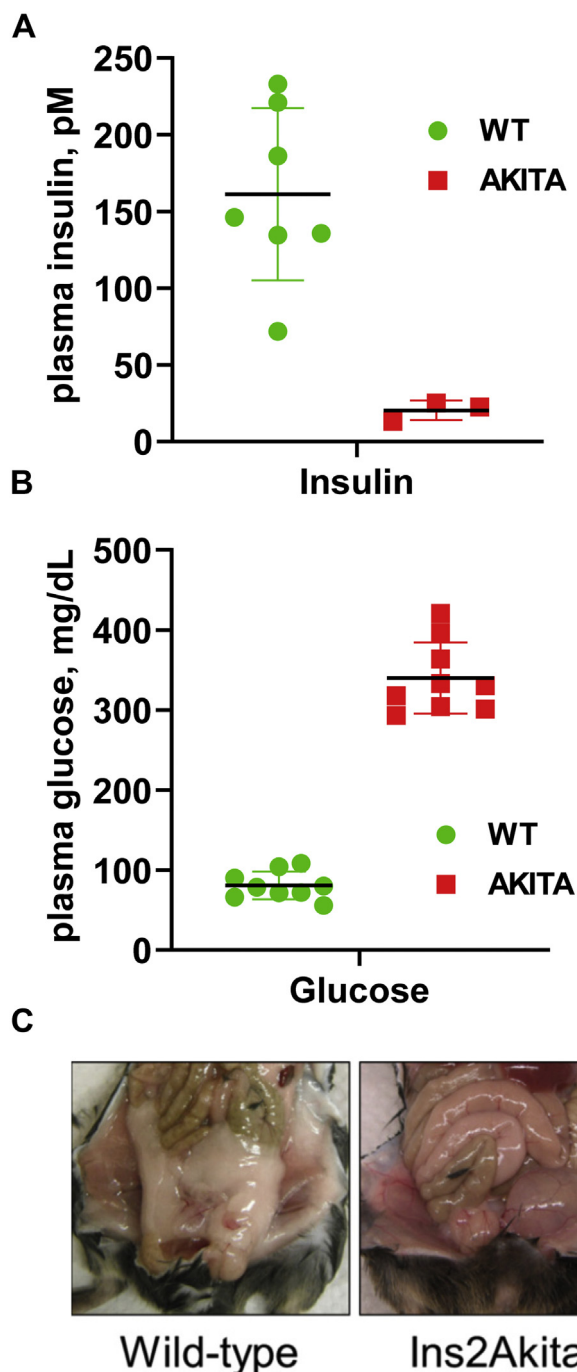 A
plasma insulin, pM
250
200
150
100
50
0
WT
AKITA
Insulin
B
plasma glucose, mg/dL
500
400
300
200
100
0
WT
AKITA
Glucose
C
Wild-type
Ins2Akita